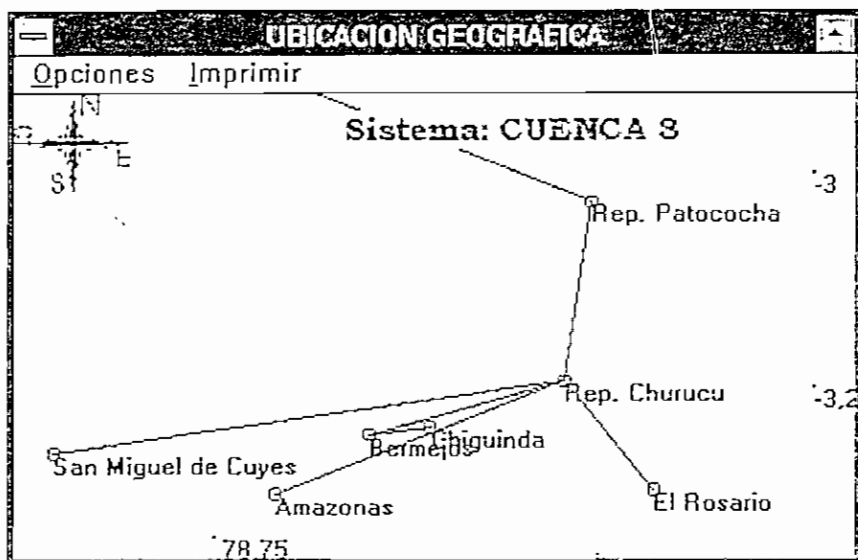 UBICACION GEOGRAFICA
Opciones Imprimir
N
O
E
S
Sistema: CUENCA 3
-3
Rep. Patococha
Rep. Churucu
-3,2
Chiguinda
Bermejos
San Miguel de Cuyes
Amazonas
El Rosario
78,75